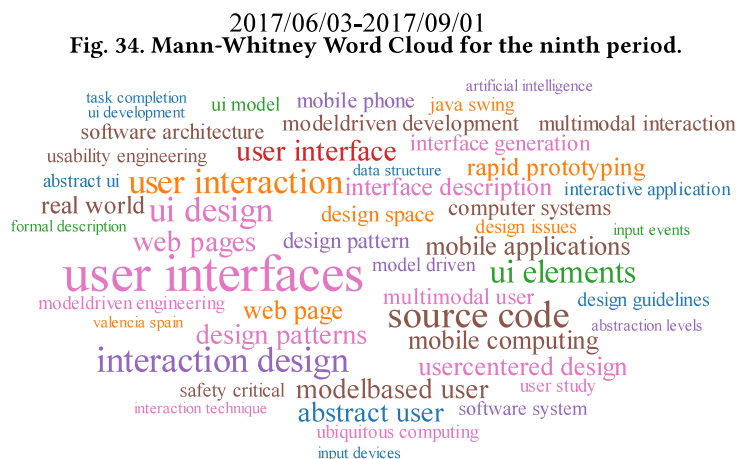 2017/06/03-2017/09/01
Fig. 34. Mann-Whitney Word Cloud for the ninth period.
artificial intelligence
task completion
ui model
mobile phone
java swing
ui development
software architecture
modeldriven development
multimodal interaction
usability engineering
user interface
interface generation
data structure
rapid prototyping
abstract ui
user interaction
interface description
interactive application
real world
ui design
design space
computer systems
formal description
design issues
input events
web pages
design pattern
mobile applications
user interfaces
model driven
ui elements
modeldriven engineering
web page
multimodal user
design guidelines
valencia spain
source code
abstraction levels
design patterns
mobile computing
interaction design
usercentered design
safety critical
modelbased user
user study
interaction technique
abstract user
software system
ubiquitous computing
input devices